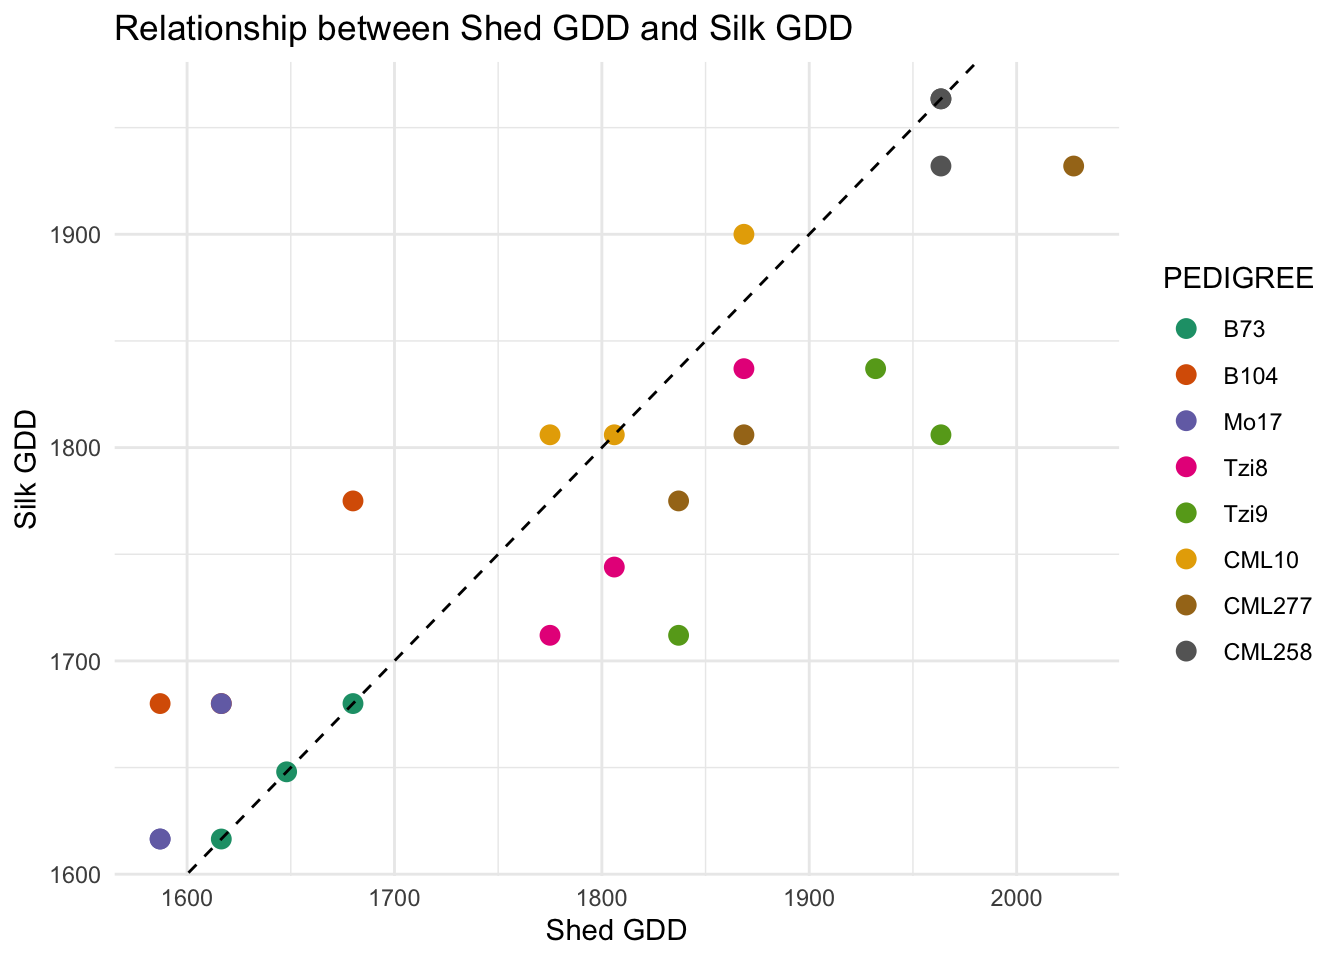 Relationship between Shed GDD and Silk GDD
Silk GDD
1900
1800
1700
1600
1600 1700 1800 1900 2000
Shed GDD
PEDIGREE
B73
B104
Mo17
Tzi8
Tzi9
CML10
CML277
CML258